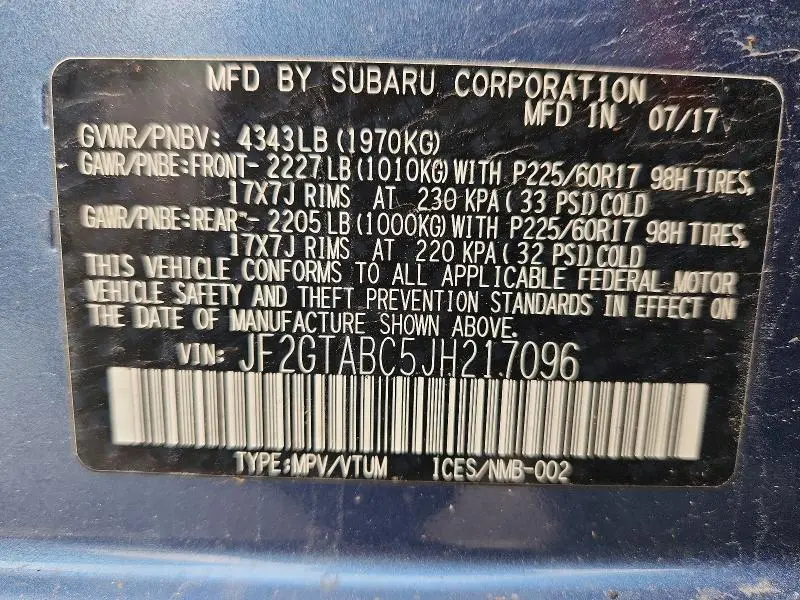 MFD BY SUBARU CORPORATION
MFD IN 07/17
GVWR/PNBV: 4343LB (1970KG)
GAWR/PNBE:FRONT- 2227 LB (1010KG) WITH P225/60R17 98H TIRES,
17X7J RIMS AT 230 KPA ( 33 PSI) COLD
GAWR/PNBE:REAR - 2205 LB (1000KG) WITH P225/60R17 98H TIRES,
17X7J RIMS AT 220 KPA ( 32 PSI) COLD
THIS VEHICLE CONFORMS TO ALL APPLICABLE FEDERAL MOTOR
VEHICLE SAFETY AND THEFT PREVENTION STANDARDS IN EFFECT ON
THE DATE OF MANUFACTURE SHOWN ABOVE.
VIN: JF2GTABC5JH217096
TYPE:MPV/VTUM ICES/NMB-002